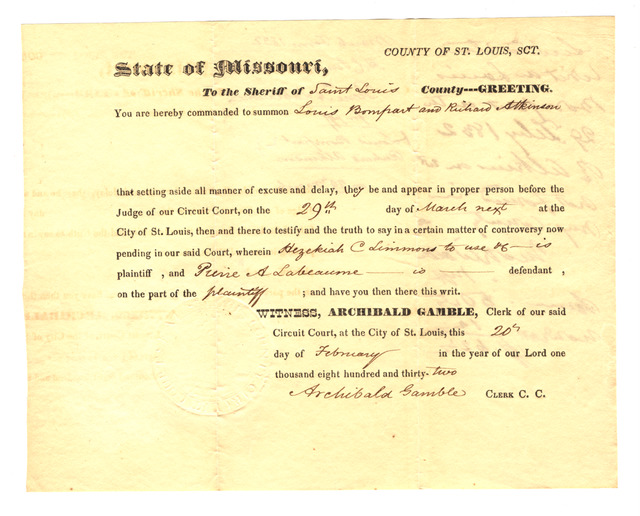 COUNTY OF ST. LOUIS, SCT.
State of Missouri,
To the Sheriff of Saint Louis County---GREETING.
You are hereby commanded to summon Louis Bompart and Richard Atkinson
that setting aside all manner of excuse and delay, they be and appear in proper person before the
Judge of our Circuit Court, on the 29th day of March next at the
City of St. Louis, then and there to testify and the truth to say in a certain matter of controversy now
pending in our said Court, wherein Hezekiah C Simmons to use &c — is
plaintiff , and Pierre A Labeaume — is — defendant ,
on the part of the plaintiff ; and have you then there this writ.
WITNESS, ARCHIBALD GAMBLE, Clerk of our said
Circuit Court, at the City of St. Louis, this 20th
day of February in the year of our Lord one
thousand eight hundred and thirty-two
Archibald Gamble CLERK C. C.